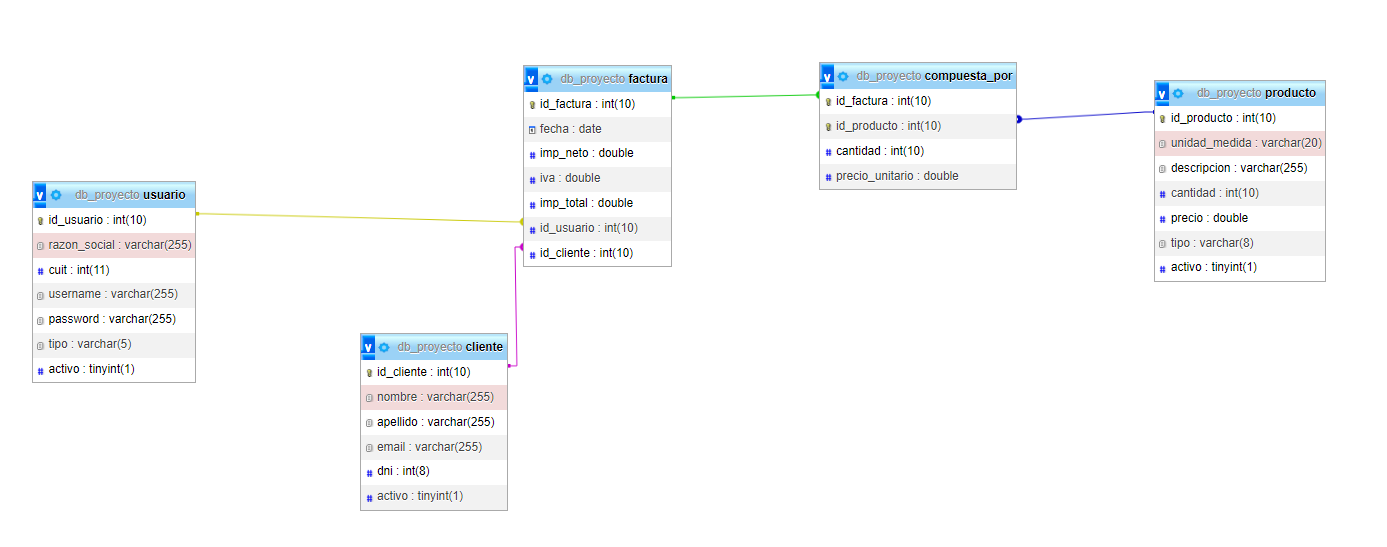 v db_proyecto usuario
id_usuario : int(10)
razon_social : varchar(255)
# cuit : int(11)
username : varchar(255)
password : varchar(255)
tipo : varchar(5)
# activo : tinyint(1)
v db_proyecto cliente
id_cliente : int(10)
nombre : varchar(255)
apellido : varchar(255)
email : varchar(255)
# dni : int(8)
# activo : tinyint(1)
v db_proyecto factura
id_factura : int(10)
fecha : date
# imp_neto : double
# iva : double
# imp_total : double
# id_usuario : int(10)
# id_cliente : int(10)
v db_proyecto compuesta_por
id_factura : int(10)
id_producto : int(10)
# cantidad : int(10)
# precio_unitario : double
v db_proyecto producto
id_producto : int(10)
unidad_medida : varchar(20)
descripcion : varchar(255)
# cantidad : int(10)
# precio : double
tipo : varchar(8)
# activo : tinyint(1)